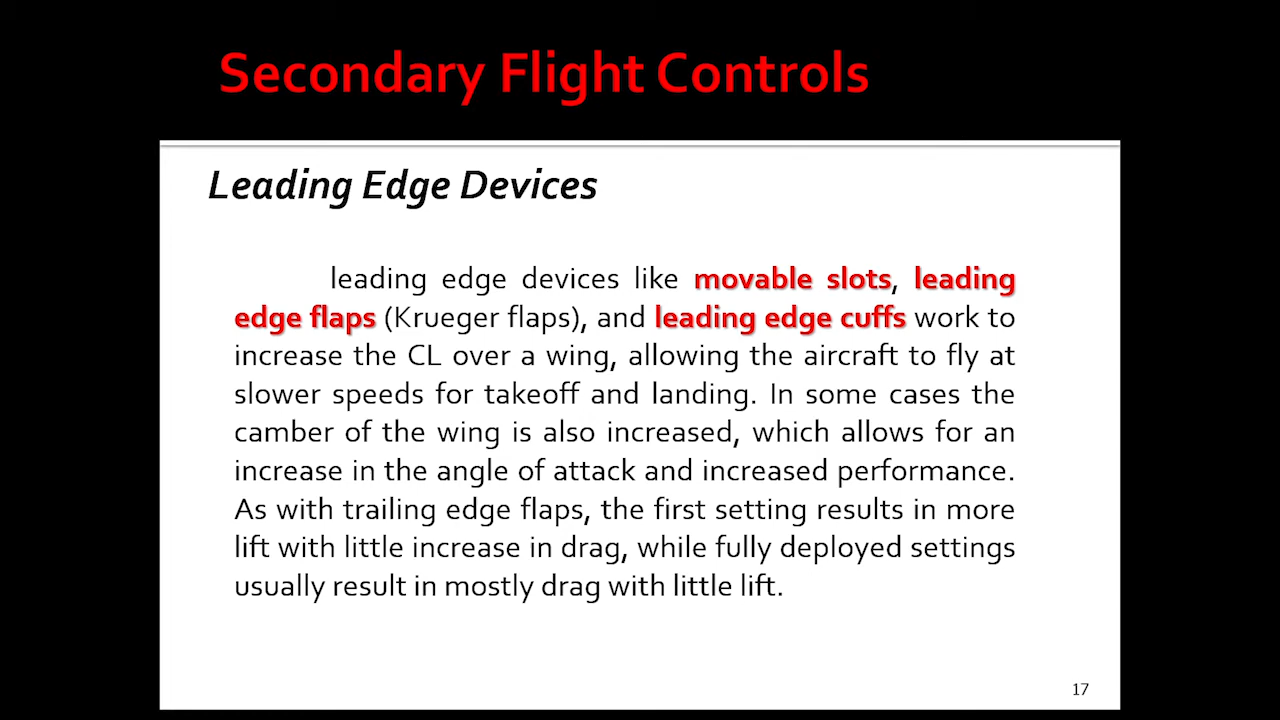 Secondary Flight Controls
Leading Edge Devices
leading edge devices like movable slots, leading
edge flaps (Krueger flaps), and leading edge cuffs work to
increase the CL over a wing, allowing the aircraft to fly at
slower speeds for takeoff and landing. In some cases the
camber of the wing is also increased, which allows for an
increase in the angle of attack and increased performance.
As with trailing edge flaps, the first setting results in more
lift with little increase in drag, while fully deployed settings
usually result in mostly drag with little lift.
17